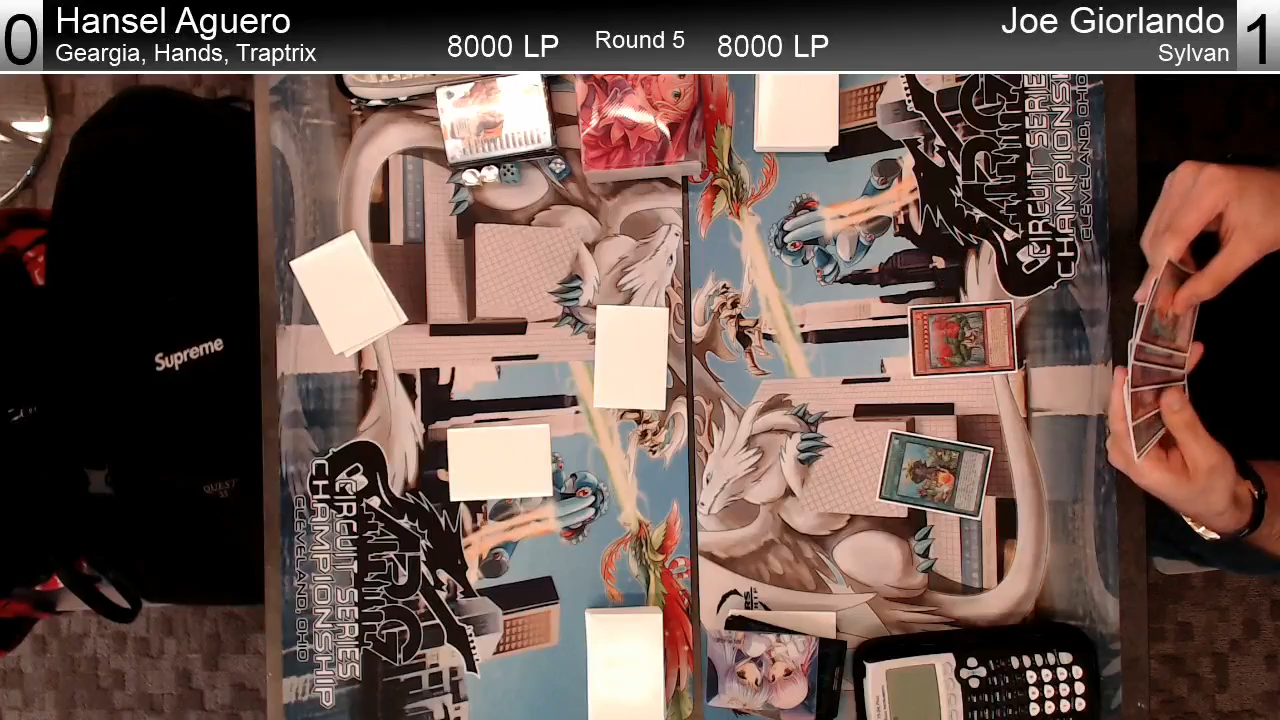 0
Hansel Aguero
Geargia, Hands, Traptrix
8000 LP
Round 5
8000 LP
Joe Giorlando
Sylvan
1
CIRCUIT SERIES
CHAMPIONSHIP
CLEVELAND, OHIO
Supreme
QUEST
CIRCUIT SERIES
CHAMPIONSHIP
CLEVELAND, OHIO